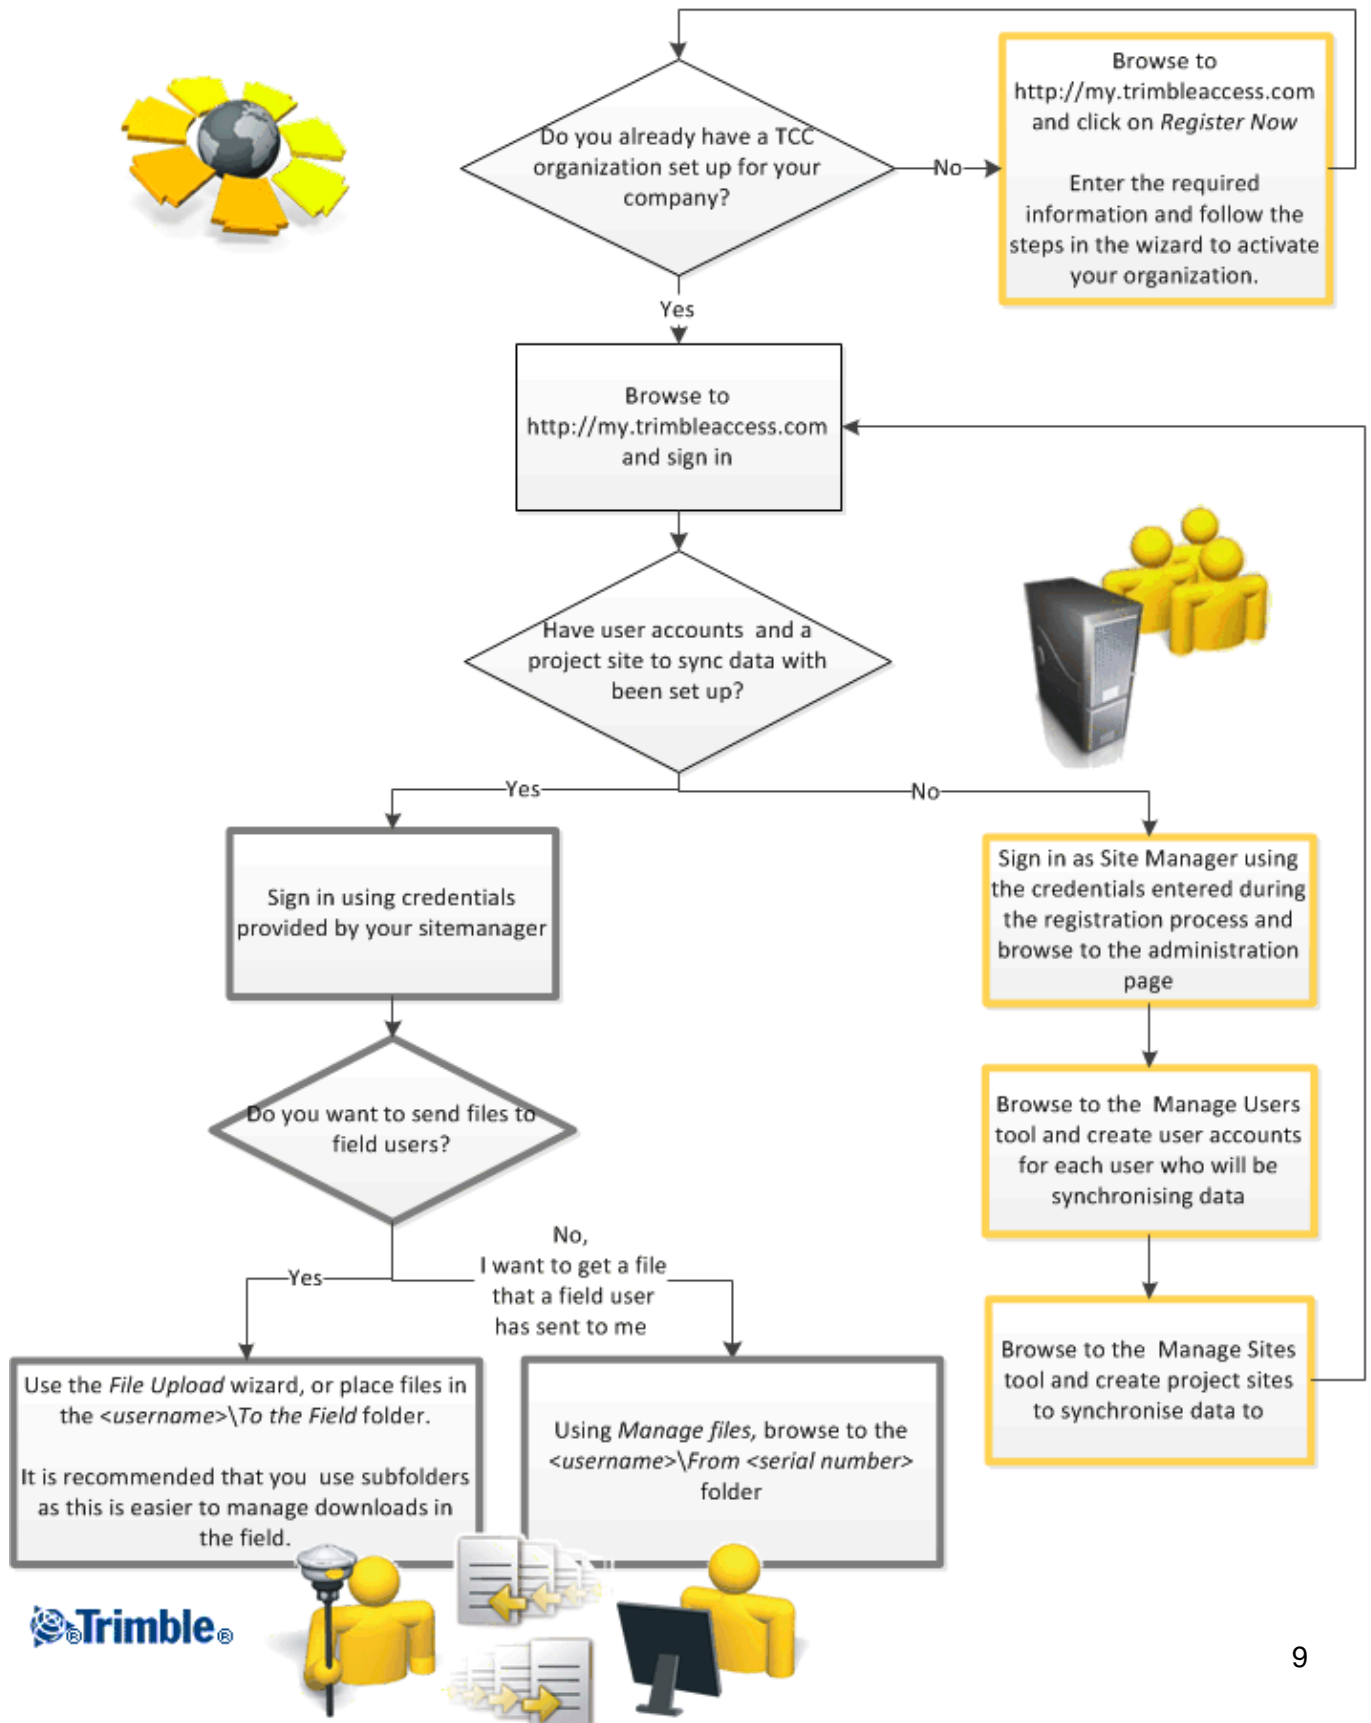 Do you already have a TCC
organization set up for your
company?
No
Browse to
http://my.trimbleaccess.com
and click on Register Now
Enter the required
information and follow the
steps in the wizard to activate
your organization.
Yes
Browse to
http://my.trimbleaccess.com
and sign in
Have user accounts and a
project site to sync data with
been set up?
Yes
No
Sign in using credentials
provided by your sitemanager
Sign in as Site Manager using
the credentials entered during
the registration process and
browse to the administration
page
Do you want to send files to
field users?
Browse to the Manage Users
tool and create user accounts
for each user who will be
synchronising data
Yes
No,
I want to get a file
that a field user
has sent to me
Browse to the Manage Sites
tool and create project sites
to synchronise data to
Use the File Upload wizard, or place files in
the <username>\To the Field folder.
It is recommended that you use subfolders
as this is easier to manage downloads in
the field.
Using Manage files, browse to the
<username>\From <serial number>
folder
®Trimble®
9